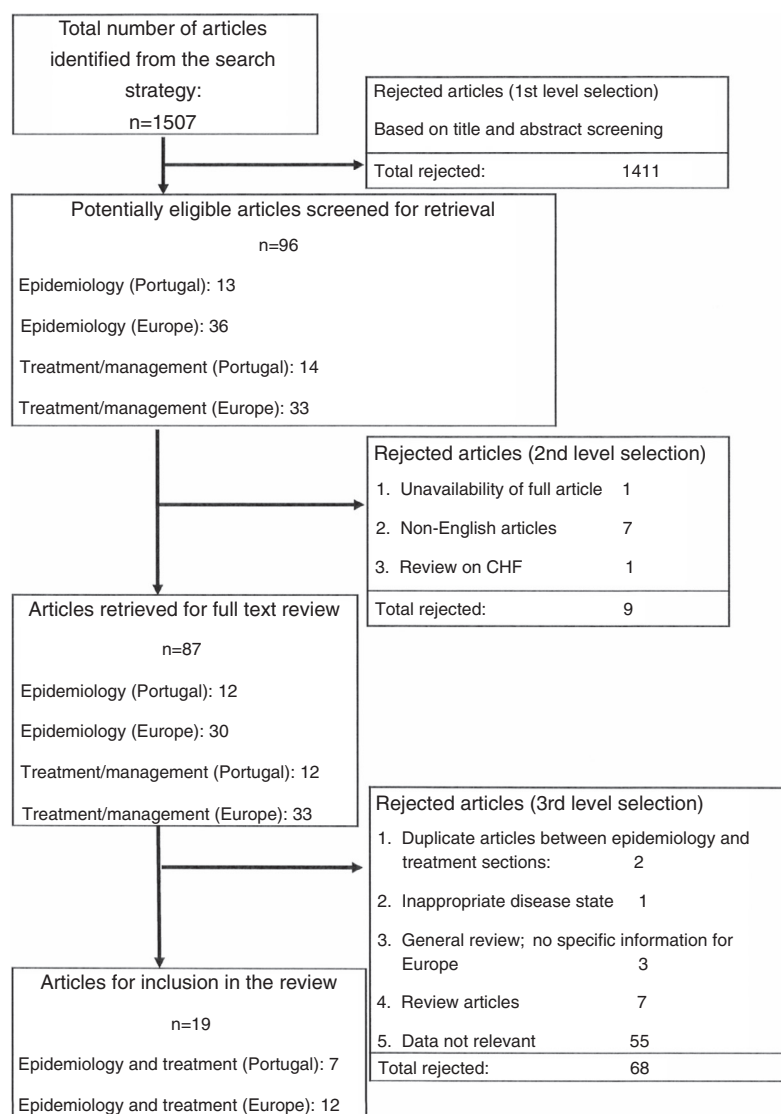 Total number of articles
identified from the search
strategy:
n=1507
Rejected articles (1st level selection)
Based on title and abstract screening
Total rejected: 1411
Potentially eligible articles screened for retrieval
n=96
Epidemiology (Portugal): 13
Epidemiology (Europe): 36
Treatment/management (Portugal): 14
Treatment/management (Europe): 33
Rejected articles (2nd level selection)
1. Unavailability of full article 1
2. Non-English articles 7
3. Review on CHF 1
Total rejected: 9
Articles retrieved for full text review
n=87
Epidemiology (Portugal): 12
Epidemiology (Europe): 30
Treatment/management (Portugal): 12
Treatment/management (Europe): 33
Rejected articles (3rd level selection)
1. Duplicate articles between epidemiology and
treatment sections: 2
2. Inappropriate disease state 1
3. General review; no specific information for
Europe 3
4. Review articles 7
5. Data not relevant 55
Total rejected: 68
Articles for inclusion in the review
n=19
Epidemiology and treatment (Portugal): 7
Epidemiology and treatment (Europe): 12